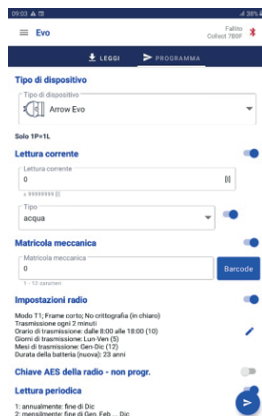 09:03
38%
Evo
Fallito
Collect 7B0F
LEGGI
PROGRAMMA
Tipo di dispositivo
Tipo di dispositivo
Arrow Evo
Solo 1P=1L
Lettura corrente
Lettura corrente
0
[l]
Tipo
acqua
Matricola meccanica
Matricola meccanica
0
Barcode
1 - 13 caratteri
Impostazioni radio
Modo T1; Frame corto; No crittografia (in chiaro)
Trasmissione ogni 2 minuti
Orario di trasmissione: dalle 8:00 alle 18:00 (10)
Giorni di trasmissione: Lun-Ven (5)
Mesi di trasmissione: Gen-Dic (12)
Durata della batteria (nuova): 23 anni
Chiave AES della radio - non progr.
Lettura periodica
1: annualmente: fine di Dic
2: mensilmente: fine di Gen, Feb ... Dic